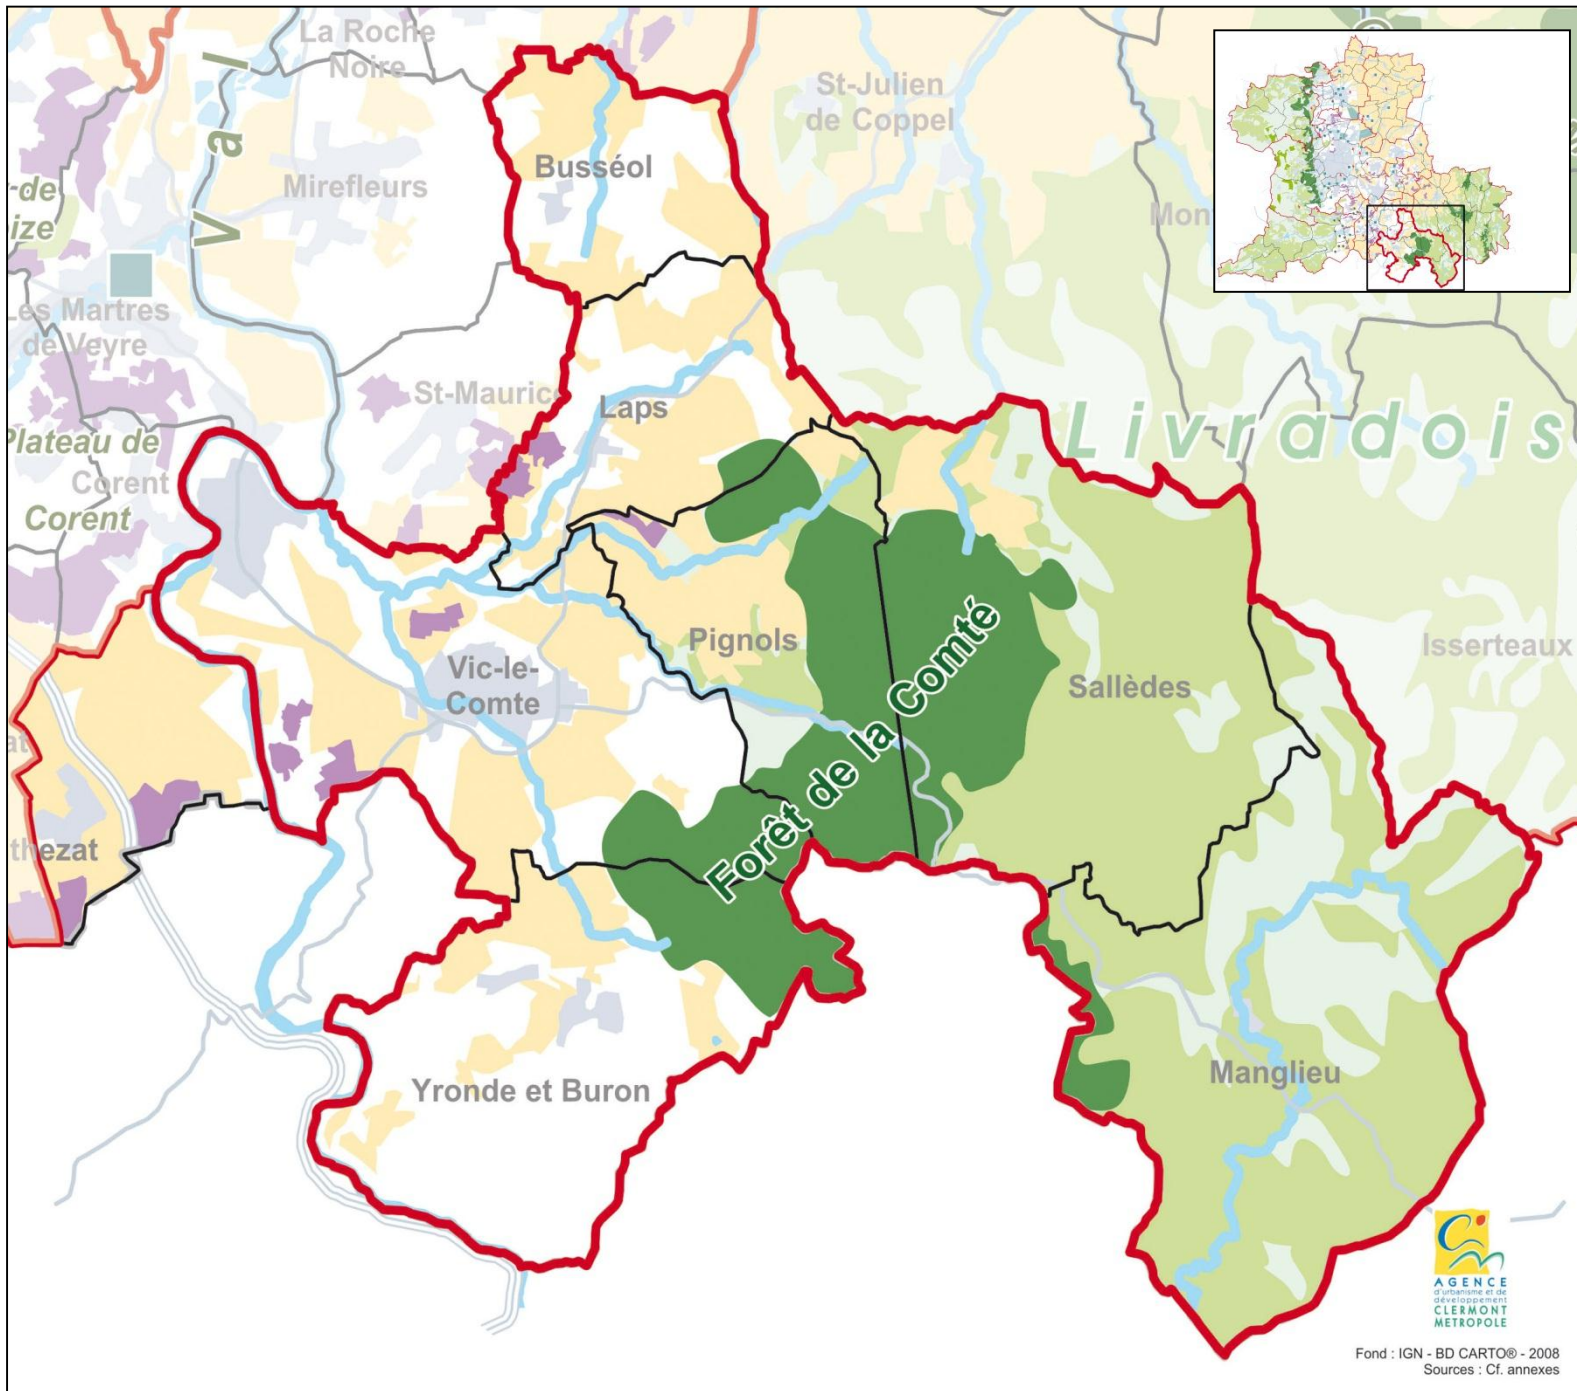 La Roche
Noire
St-Julien
de Coppel
Busséol
Val
Mirefleurs
r-de
ize
Mon
Les Martres
de Veyre
St-Maurice
Laps
Livradois
Plateau de
Corent
Corent
Pignols
Isserteaux
Vic-le-
Comte
Sallèdes
Forêt de la Comté
thezat
Yronde et Buron
Manglieu
AGENCE
d'urbanisme et de
développement
CLERMONT
METROPOLE
Fond : IGN - BD CARTO® - 2008
Sources : Cf. annexes